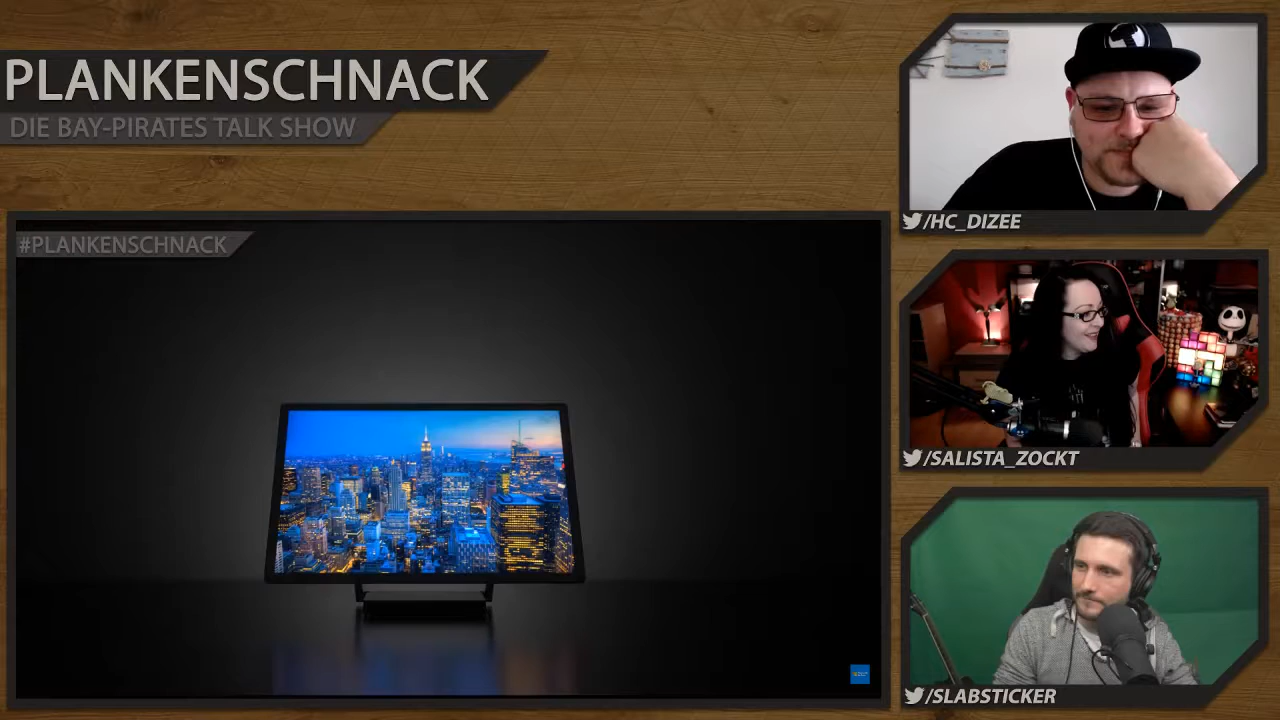 PLANKENSCHNACK
DIE BAY-PIRATES TALK SHOW
#PLANKENSCHNACK
/HC_DIZEE
/SALISTA_ZOCKT
/SLABSTICKER